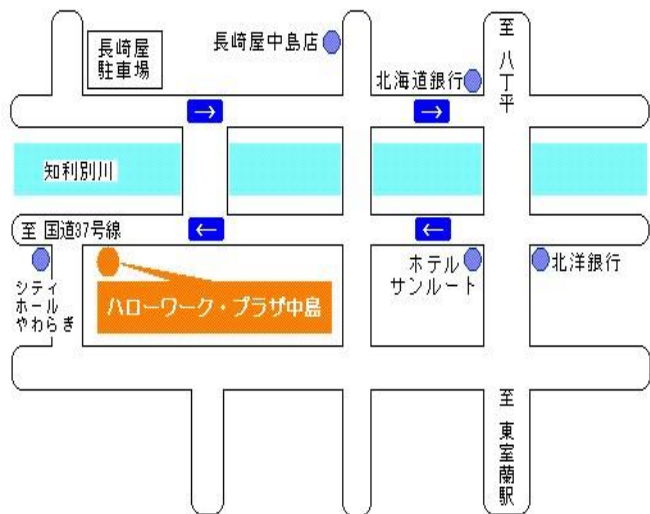 長崎屋
駐車場
長崎屋中島店
北海道銀行
至 八丁平
→
→
知利別川
至 国道37号線
←
←
シティ
ホール
やわらぎ
ハローワーク・プラザ中島
ホテル
サンルート
北洋銀行
至 東室蘭駅